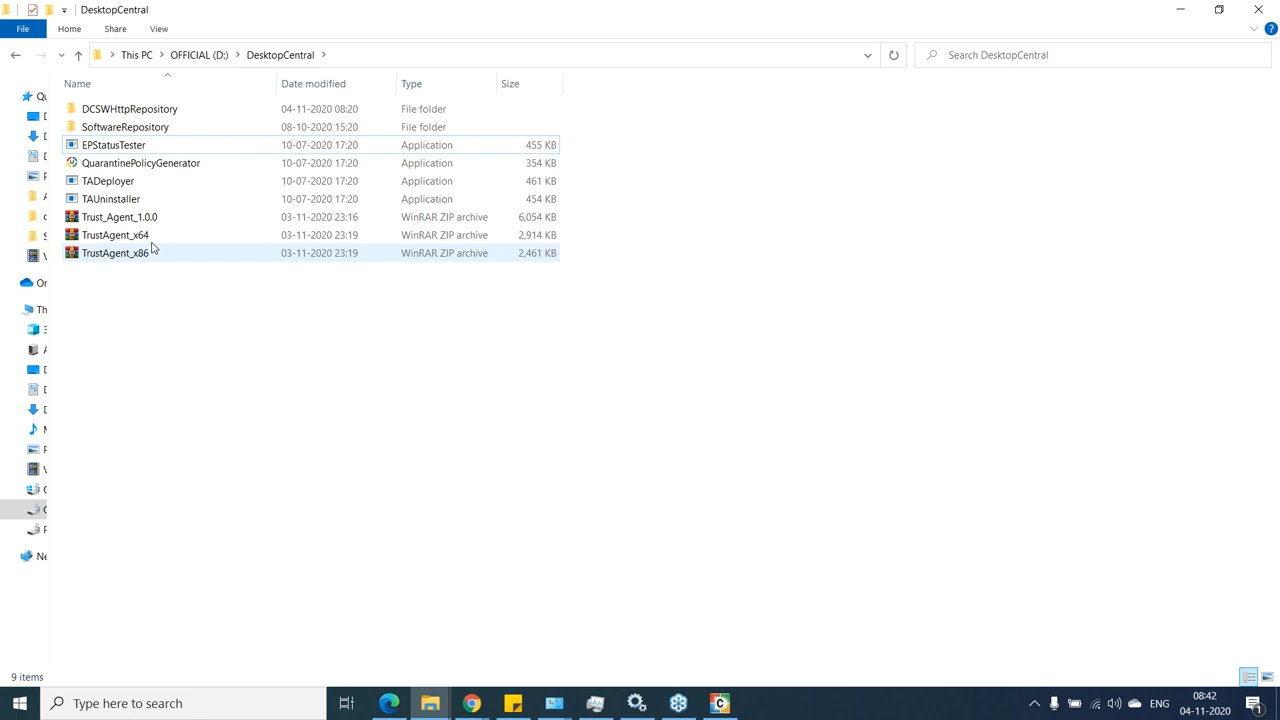 DesktopCentral
File Home Share View
This PC OFFICIAL (D:) DesktopCentral
Search DesktopCentral
Name Date modified Type Size
DCSWHttpRepository 04-11-2020 08:20 File folder
SoftwareRepository 08-10-2020 15:20 File folder
EPStatusTester 10-07-2020 17:20 Application 455 KB
QuarantinePolicyGenerator 10-07-2020 17:20 Application 354 KB
TADeployer 10-07-2020 17:20 Application 461 KB
TAUninstaller 10-07-2020 17:20 Application 454 KB
Trust_Agent_1.0.0 03-11-2020 23:16 WinRAR ZIP archive 6,054 KB
TrustAgent_x64 03-11-2020 23:19 WinRAR ZIP archive 2,914 KB
TrustAgent_x86 03-11-2020 23:19 WinRAR ZIP archive 2,461 KB
9 items
Type here to search
ENG
08:42
04-11-2020